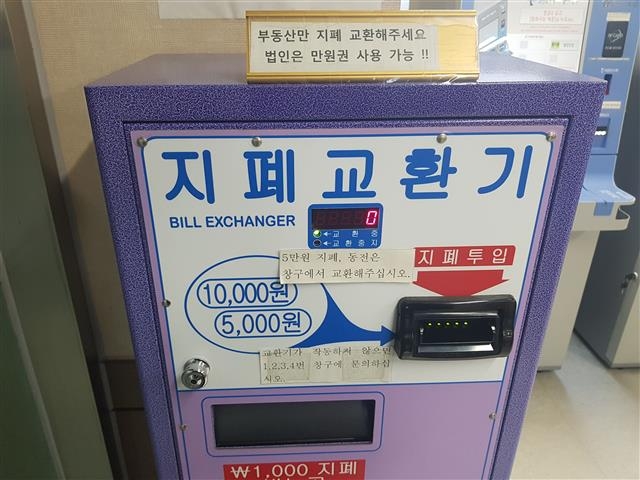 부동산만 지폐 교환해주세요
법인은 만원권 사용 가능 !!
지폐교환기
BILL EXCHANGER
0
←교 환 중
←교 환 중 지
5만원 지폐, 동전은
창구에서 교환해주십시오.
지폐투입
10,000원
5,000원
교환기가 작동하지 않으면
1,2,3,4번 창구에 문의하십
시오.
₩1,000 지폐